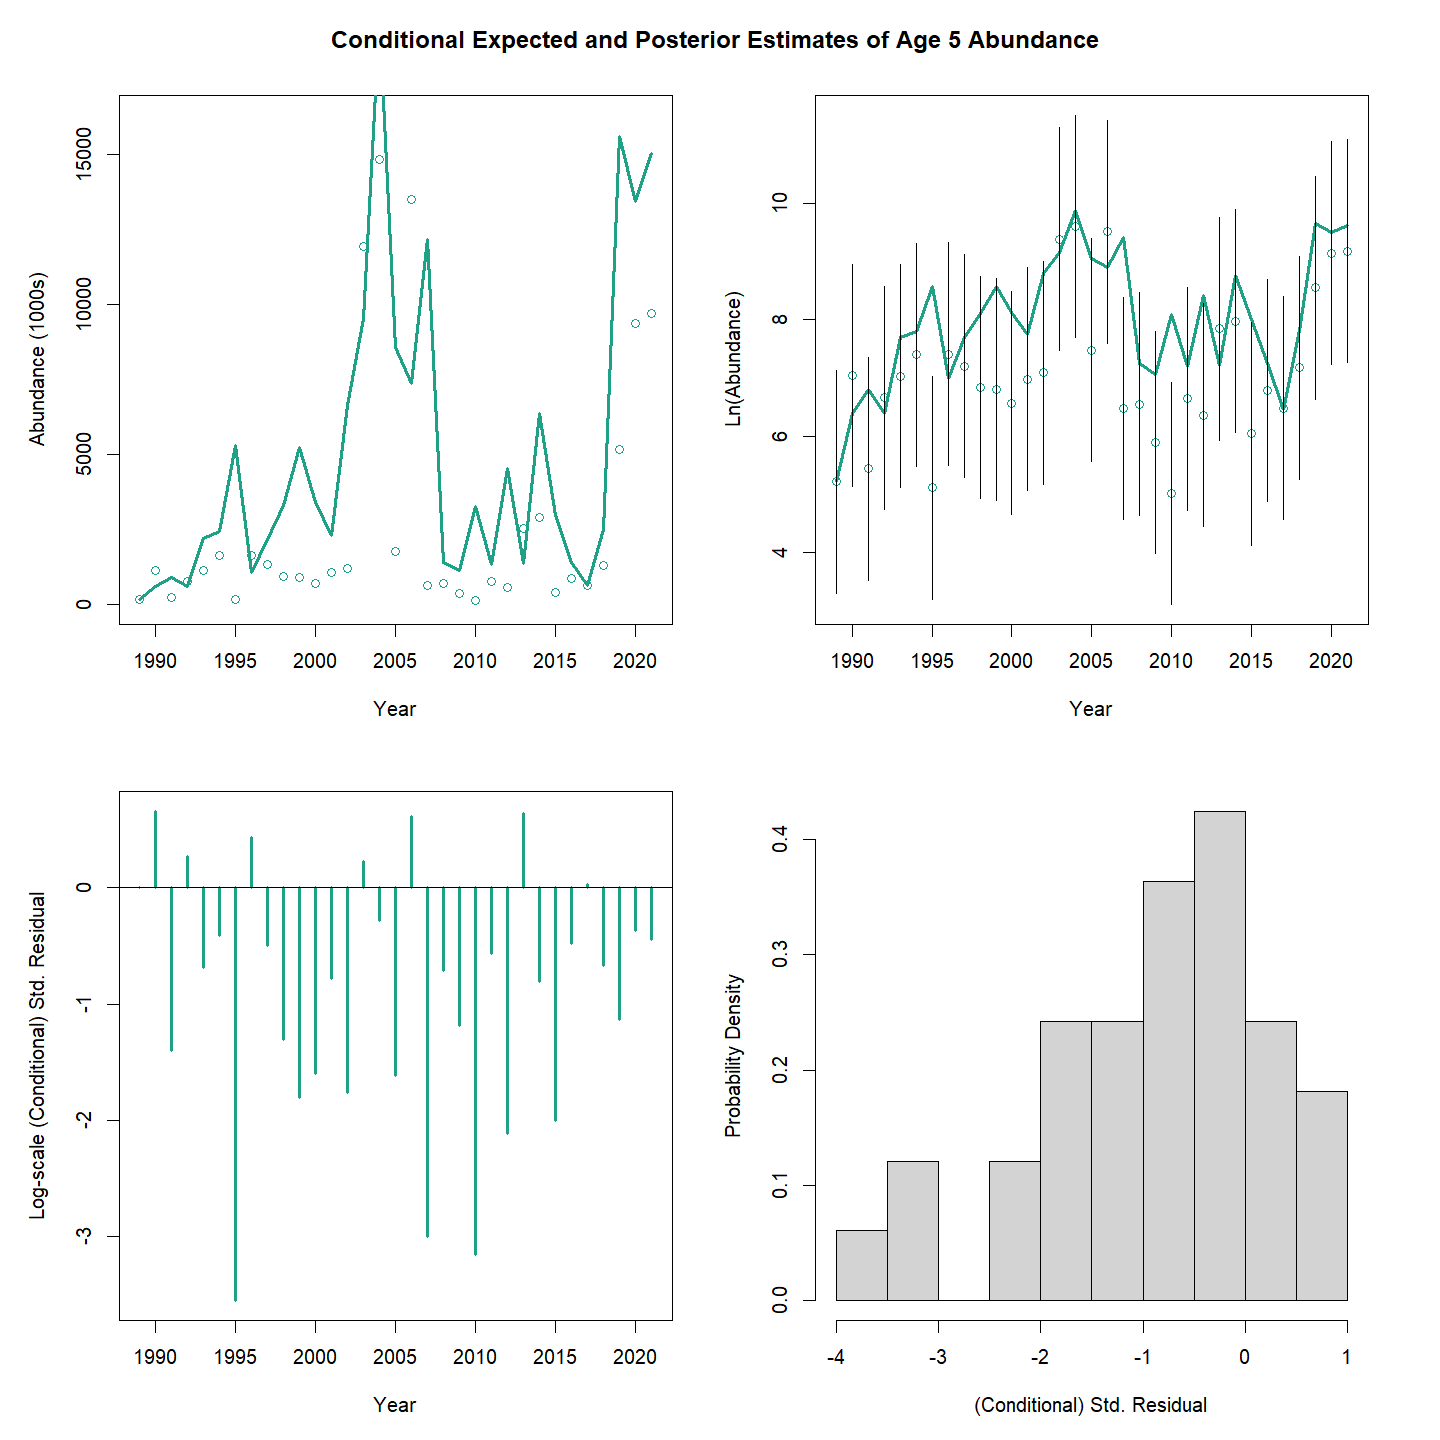 Conditional Expected and Posterior Estimates of Age 5 Abundance
Abundance (1000s)
15000
10000
5000
0
1990 1995 2000 2005 2010 2015 2020
Year
Ln(Abundance)
10
8
6
4
1990 1995 2000 2005 2010 2015 2020
Year
Log-scale (Conditional) Std. Residual
0
-1
-2
-3
1990 1995 2000 2005 2010 2015 2020
Year
Probability Density
0.4
0.3
0.2
0.1
0.0
-4 -3 -2 -1 0 1
(Conditional) Std. Residual